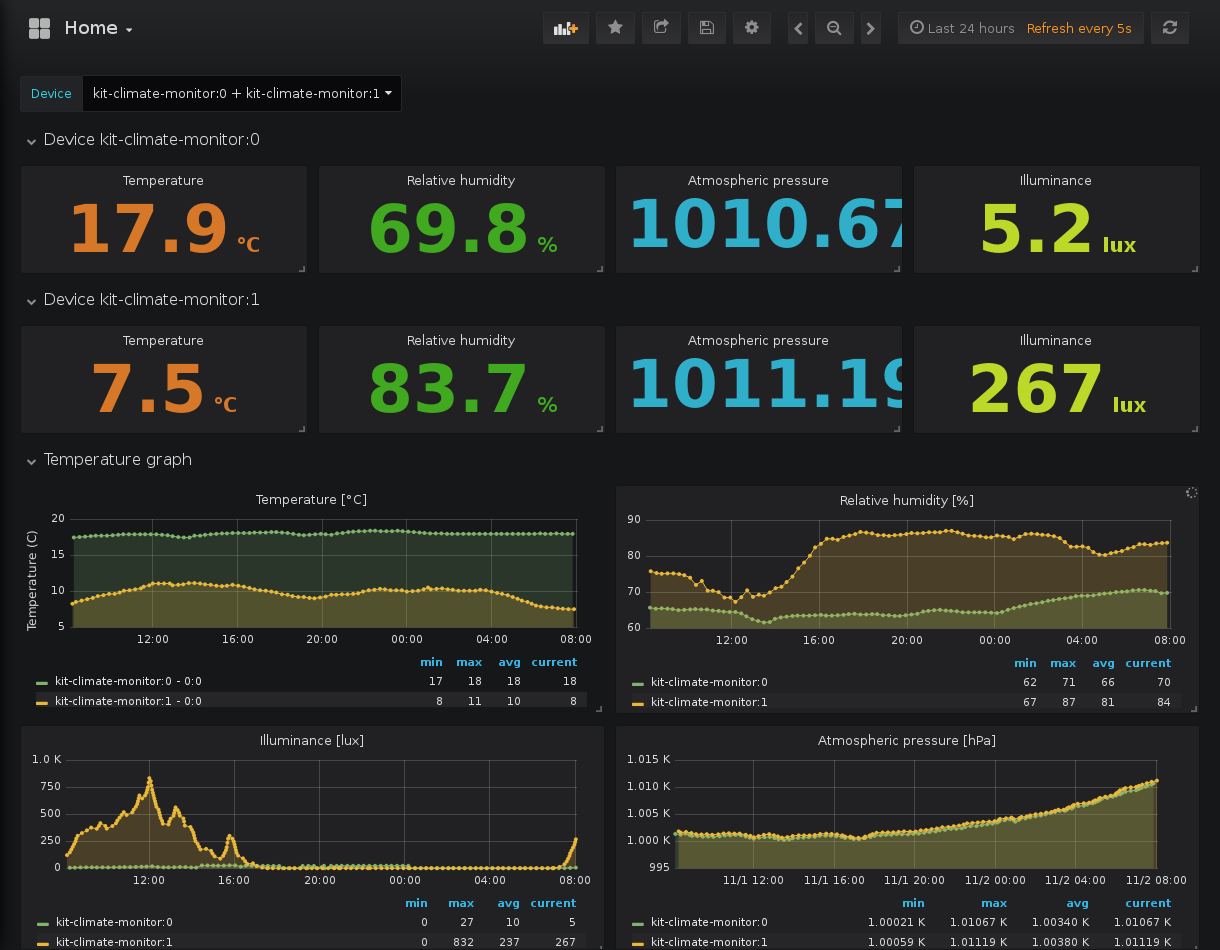 Home
Last 24 hours Refresh every 5s
Device kit-climate-monitor:0 + kit-climate-monitor:1
Device kit-climate-monitor:0
Temperature Relative humidity Atmospheric pressure Illuminance
17.9 °C 69.8 % 1010.67 5.2 lux
Device kit-climate-monitor:1
Temperature Relative humidity Atmospheric pressure Illuminance
7.5 °C 83.7 % 1011.19 267 lux
Temperature graph
Temperature [°C]
Temperature (C)
20
15
10
5
12:00 16:00 20:00 00:00 04:00 08:00
min max avg current
kit-climate-monitor:0 - 0:0 17 18 18 18
kit-climate-monitor:1 - 0:0 8 11 10 8
Relative humidity [%]
90
80
70
60
12:00 16:00 20:00 00:00 04:00 08:00
min max avg current
kit-climate-monitor:0 62 71 66 70
kit-climate-monitor:1 67 87 81 84
Illuminance [lux]
1.0 K
750
500
250
0
12:00 16:00 20:00 00:00 04:00 08:00
min max avg current
kit-climate-monitor:0 0 27 10 5
kit-climate-monitor:1 0 832 237 267
Atmospheric pressure [hPa]
1.015 K
1.010 K
1.005 K
1.000 K
995
11/1 12:00 11/1 16:00 11/1 20:00 11/2 00:00 11/2 04:00 11/2 08:00
min max avg current
kit-climate-monitor:0 1.00021 K 1.01067 K 1.00340 K 1.01067 K
kit-climate-monitor:1 1.00059 K 1.01119 K 1.00380 K 1.01119 K